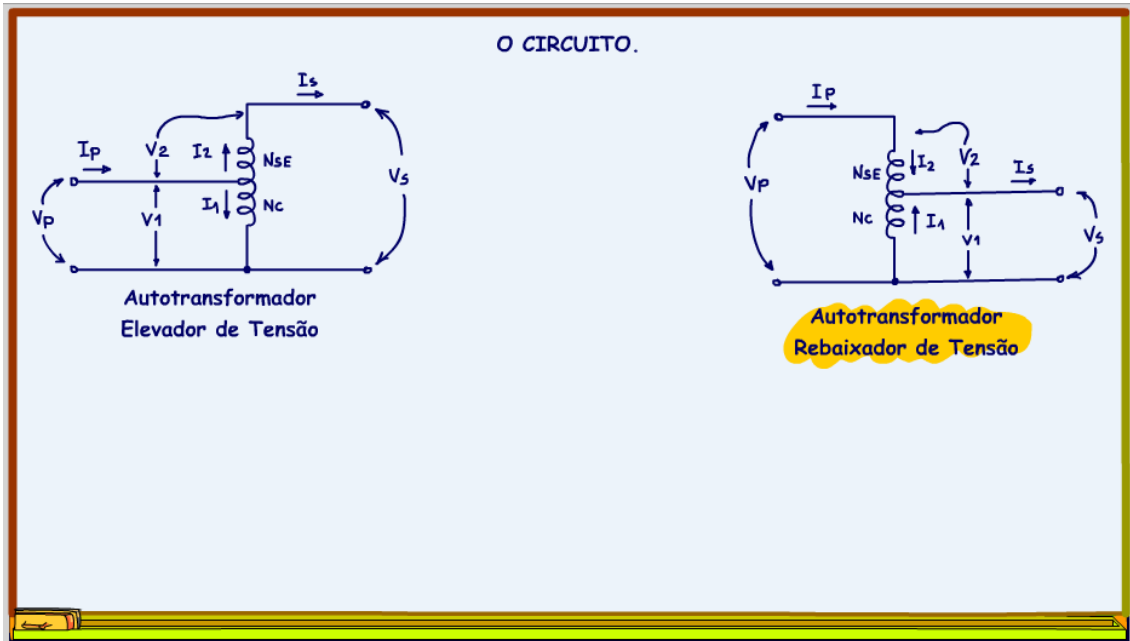 O CIRCUITO.
Is
Ip
V2
I2
NSE
Vs
Vp
V1
I1
Nc
Autotransformador
Elevador de Tensão
Ip
I2
V2
NSE
Is
Vp
Nc
I1
V1
Vs
Autotransformador
Rebaixador de Tensão